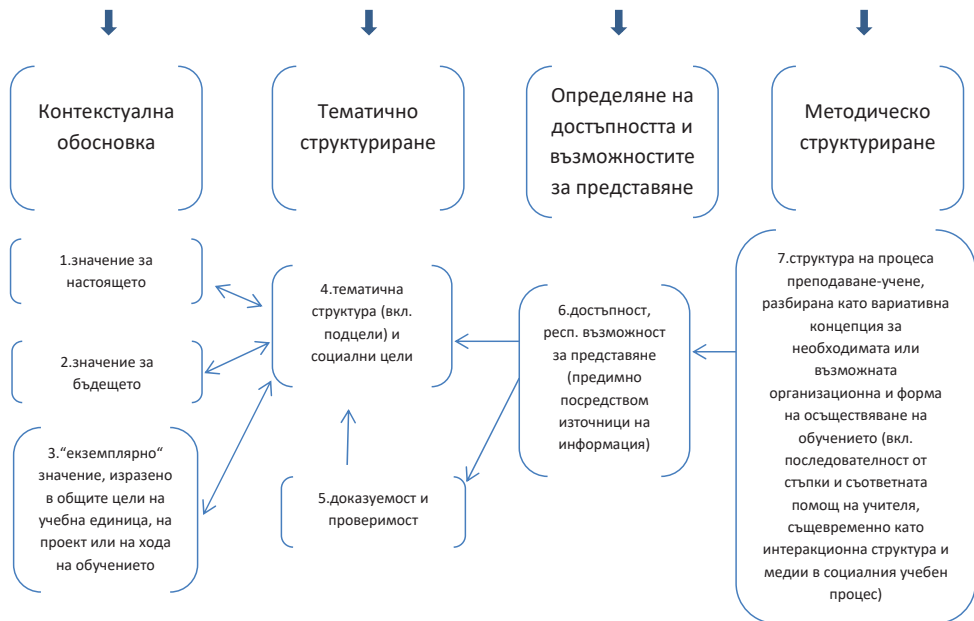 Контекстуална
обосновка
Тематично
структуриране
Определяне на
достъпността и
възможностите
за представяне
Методическо
структуриране
1.значение за
настоящето
2.значение за
бъдещето
3.“екземплярно“
значение, изразено
в общите цели на
учебна единица, на
проект или на хода
на обучението
4.тематична
структура (вкл.
подцели) и
социални цели
5.доказуемост и
проверимост
6.достъпност,
респ. възможност
за представяне
(предимно
посредством
източници на
информация)
7.структура на процеса
преподаване-учене,
разбирана като вариативна
концепция за
необходимата или
възможната
организационна и форма
на осъществяване на
обучението (вкл.
последователност от
стъпки и съответната
помощ на учителя,
същевременно като
интеракционна структура и
медии в социалния учебен
процес)